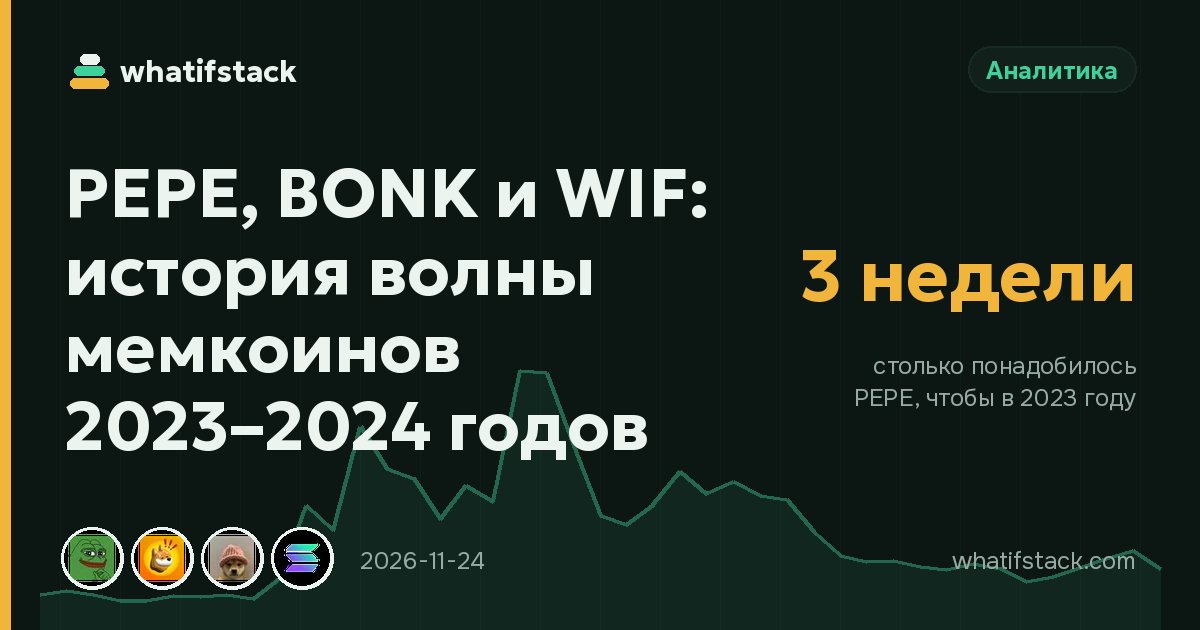 whatifstack
Аналитика
PEPE, BONK и WIF:
история волны
мемкоинов
2023–2024 годов
3 недели
столько понадобилось
PEPE, чтобы в 2023 году
2026-11-24
whatifstack.com